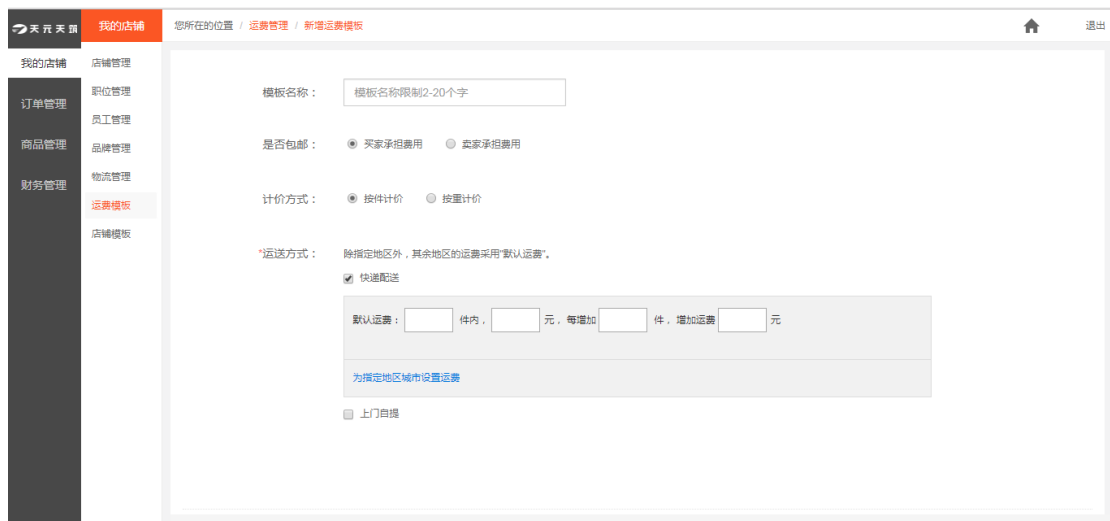 天元天筑
我的店铺
您所在的位置 / 运费管理 / 新增运费模板
退出
我的店铺
订单管理
商品管理
财务管理
店铺管理
职位管理
员工管理
品牌管理
物流管理
运费模板
店铺模板
模板名称： 模板名称限制2-20个字
是否包邮： 买家承担费用 卖家承担费用
计价方式： 按件计价 按重计价
*运送方式： 除指定地区外，其余地区的运费采用"默认运费"。
快递配送
默认运费： 件内， 元，每增加 件，增加运费 元
为指定地区城市设置运费
上门自提